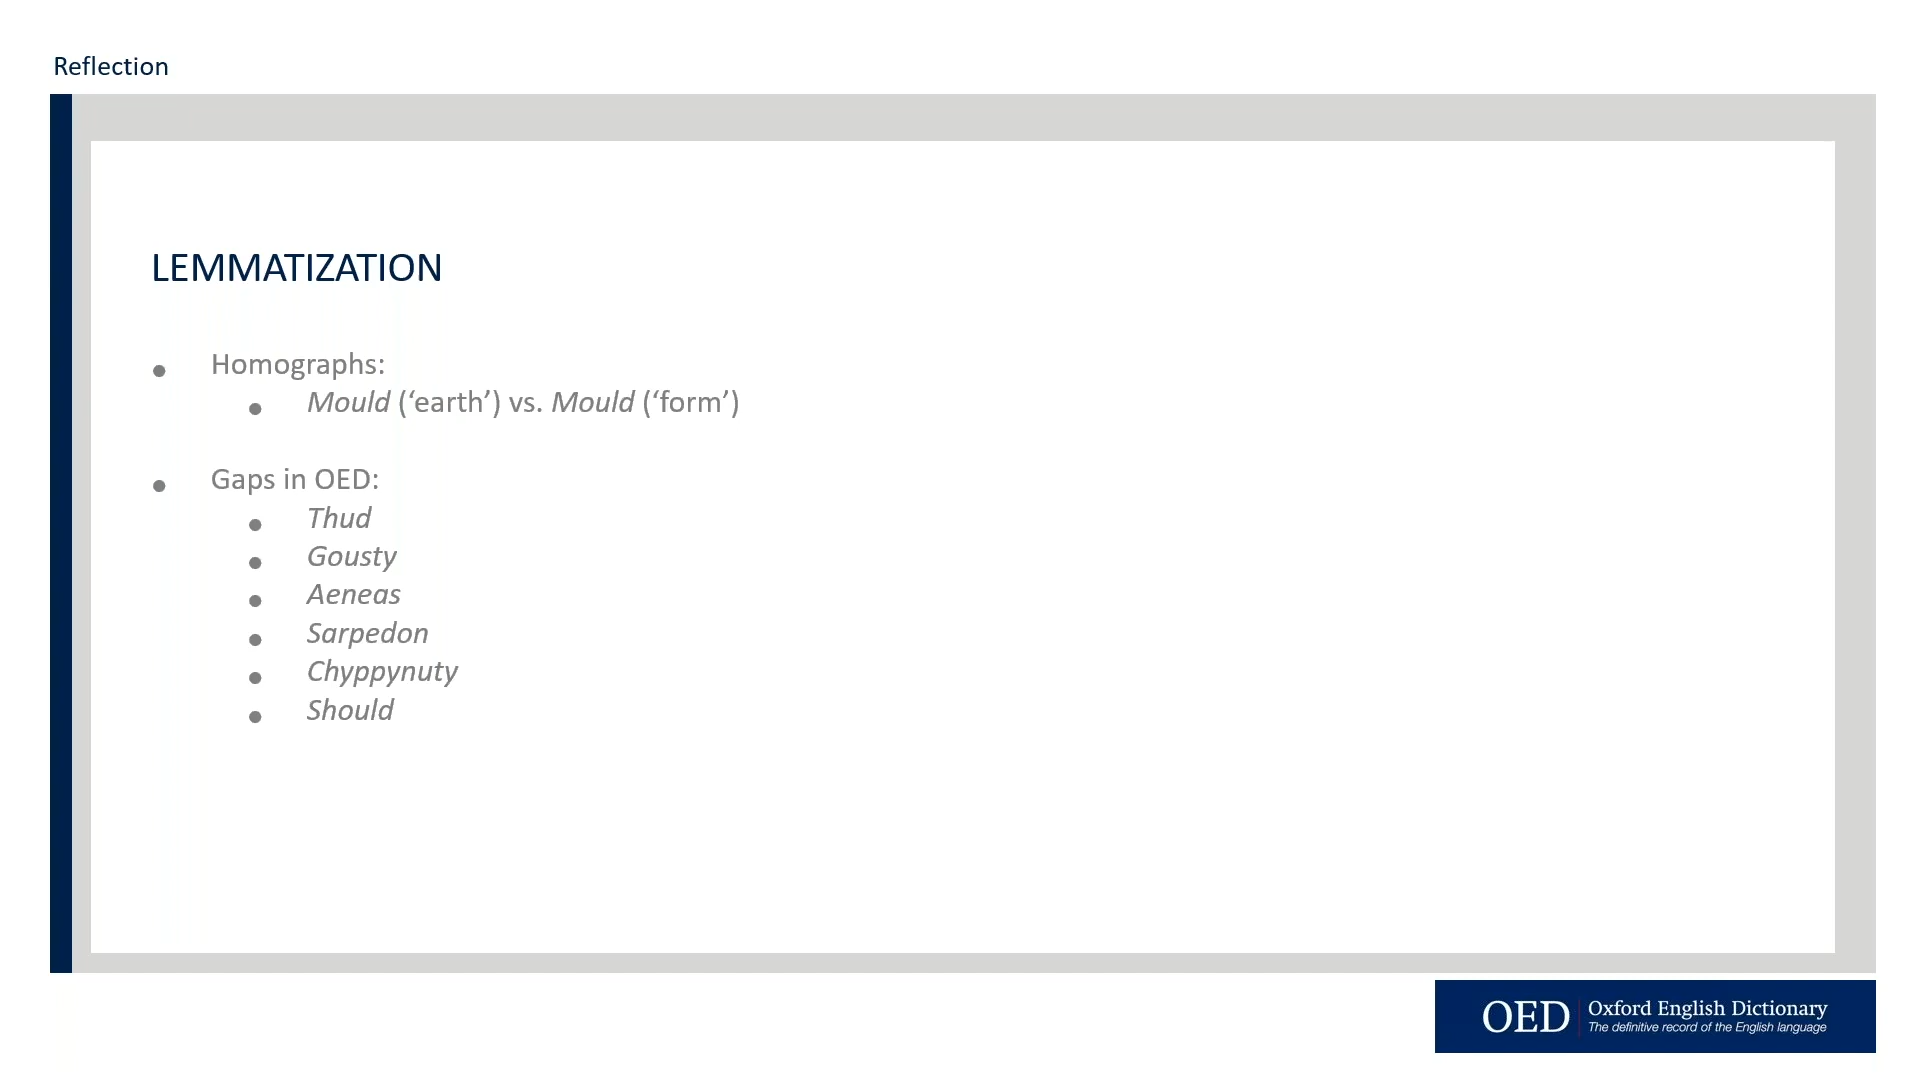 Reflection
LEMMATIZATION
Homographs:
Mould (‘earth’) vs. Mould (‘form’)
Gaps in OED:
Thud
Gousty
Aeneas
Sarpedon
Chyppynuty
Should
OED Oxford English Dictionary
The definitive record of the English language